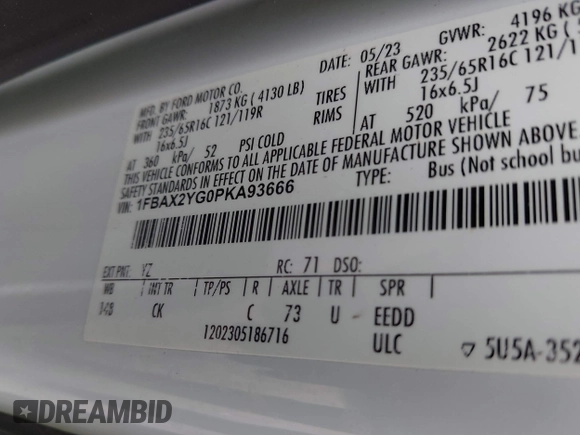 MFD. BY FORD MOTOR CO.
DATE: 05/23
GVWR: 4196 KG
FRONT GAWR: 1873 KG ( 4130 LB)
REAR GAWR: 2622 KG (
WITH 235/65R16C 121/119R TIRES
WITH 235/65R16C 121/11
16x6.5J RIMS
16x6.5J
AT 360 kPa/ 52 PSI COLD
AT 520 kPa/ 75
THIS VEHICLE CONFORMS TO ALL APPLICABLE FEDERAL MOTOR VEHICLE
SAFETY STANDARDS IN EFFECT ON THE DATE OF MANUFACTURE SHOWN ABOVE
VIN: 1FBAX2YG0PKA93666
TYPE: Bus (Not school bu
EXT PNT: YZ RC: 71 DSO:
WB INT TR TP/PS R AXLE TR SPR
CK C 73 U EEDD
1202305186716 ULC
5U5A-352
DREAMBID